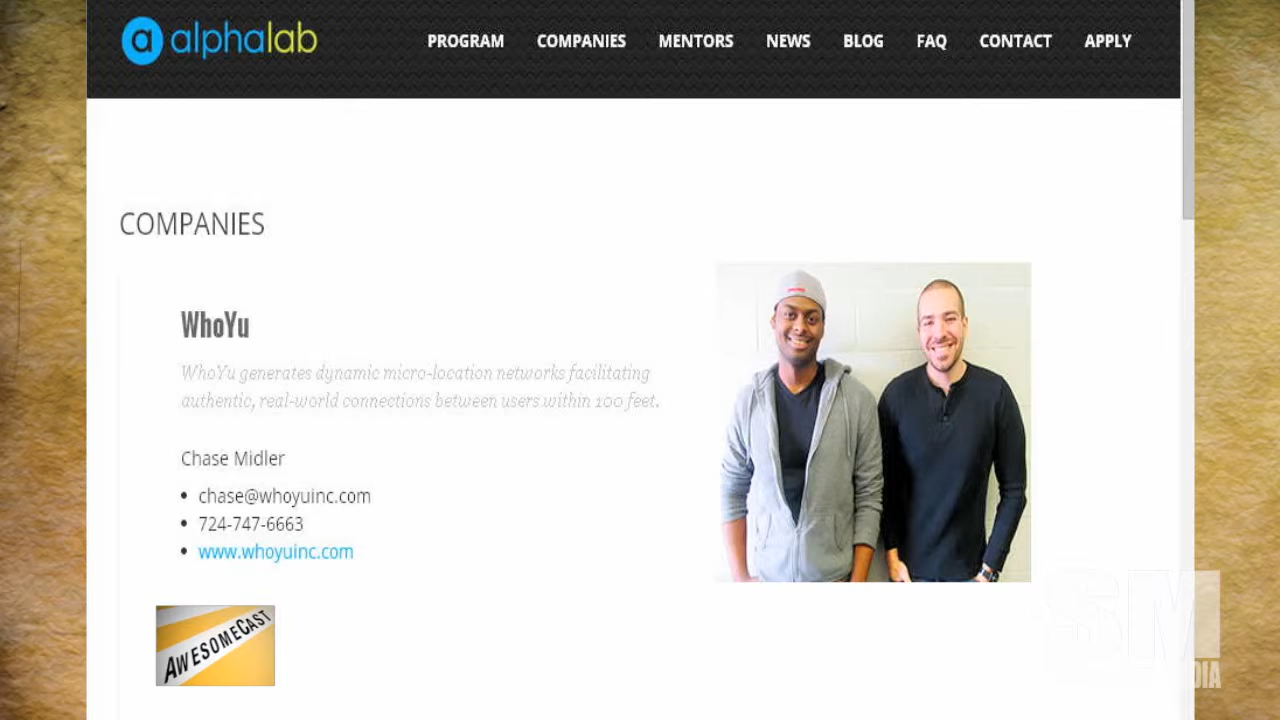 a alphalab
PROGRAM COMPANIES MENTORS NEWS BLOG FAQ CONTACT APPLY
COMPANIES
WhoYu
WhoYu generates dynamic micro-location networks facilitating
authentic, real-world connections between users within 100 feet.
Chase Midler
• chase@whoyuinc.com
• 724-747-6663
• www.whoyuinc.com
AWESOMECAST
SM